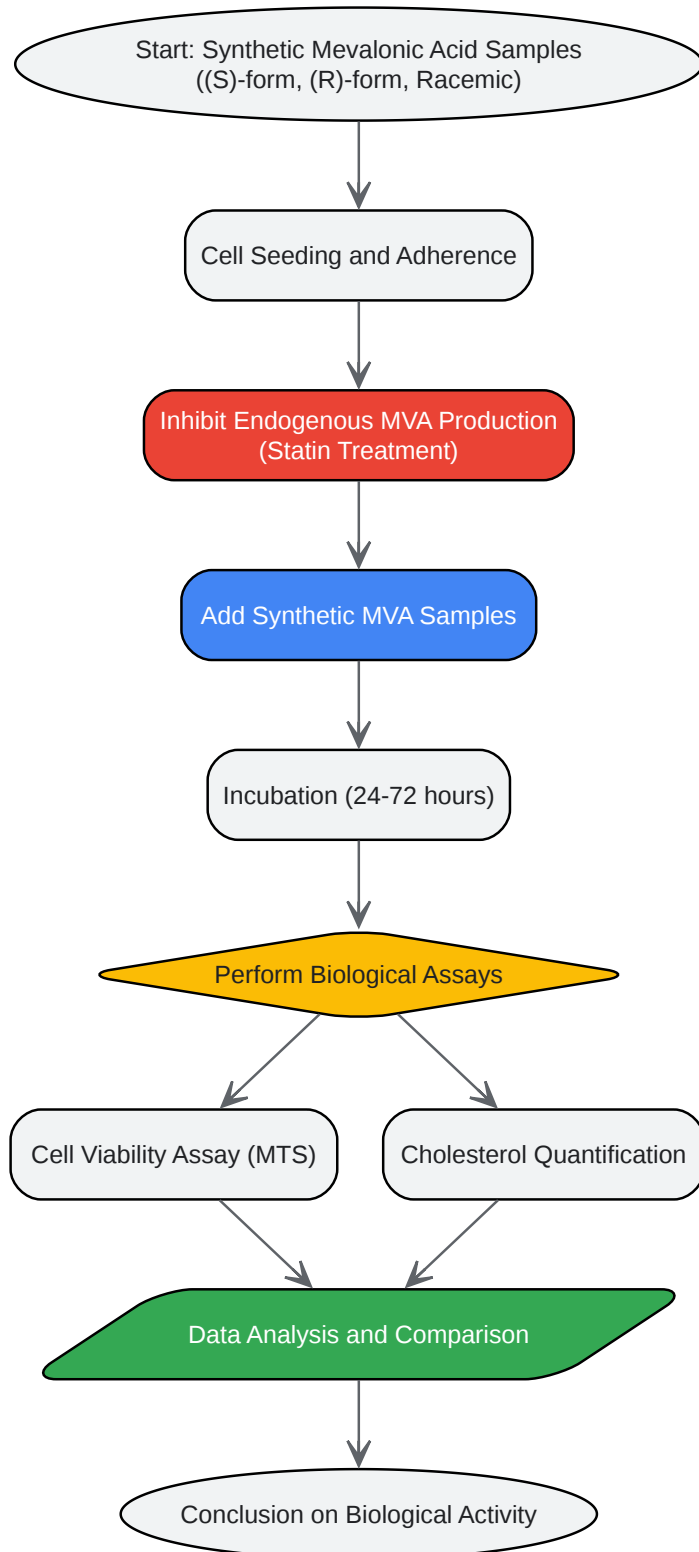 Start: Synthetic Mevalonic Acid Samples
((S)-form, (R)-form, Racemic)
Cell Seeding and Adherence
Inhibit Endogenous MVA Production
(Statin Treatment)
Add Synthetic MVA Samples
Incubation (24-72 hours)
Perform Biological Assays
Cell Viability Assay (MTS)
Cholesterol Quantification
Data Analysis and Comparison
Conclusion on Biological Activity